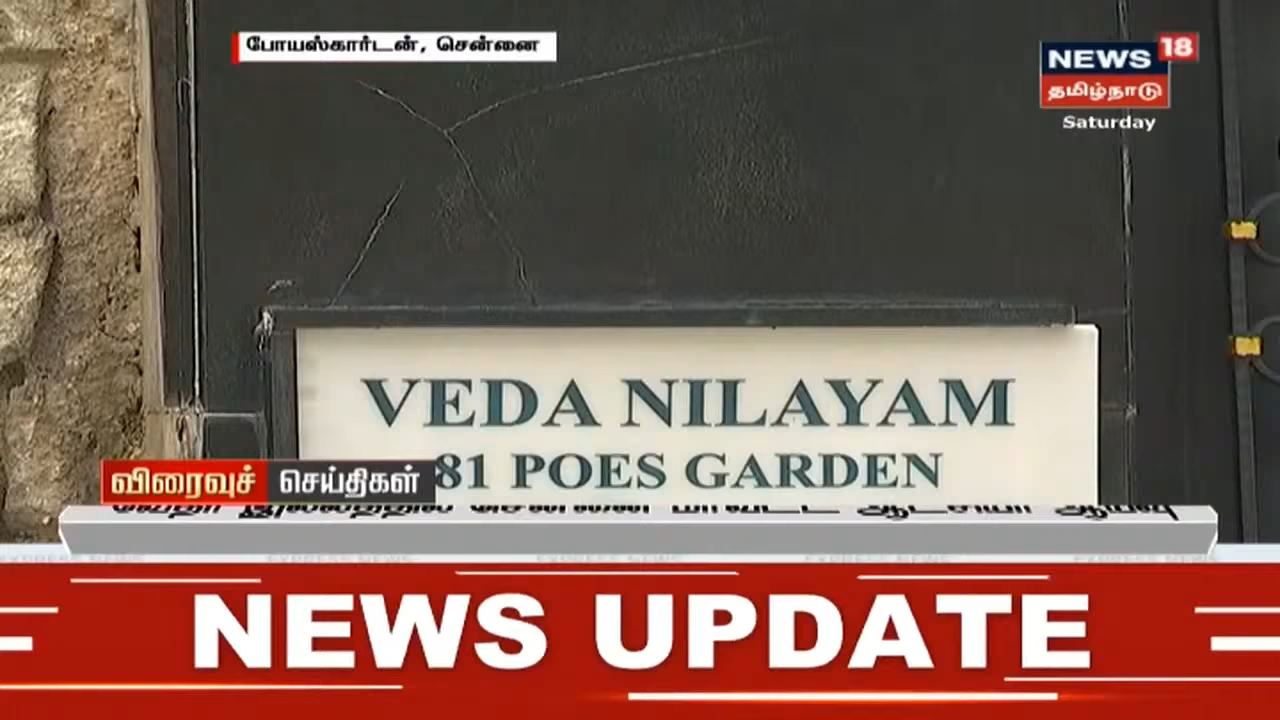 போயஸ்கார்டன், சென்னை
NEWS 18
தமிழ்நாடு
Saturday
VEDA NILAYAM
81 POES GARDEN
விரைவுச் செய்திகள்
NEWS UPDATE